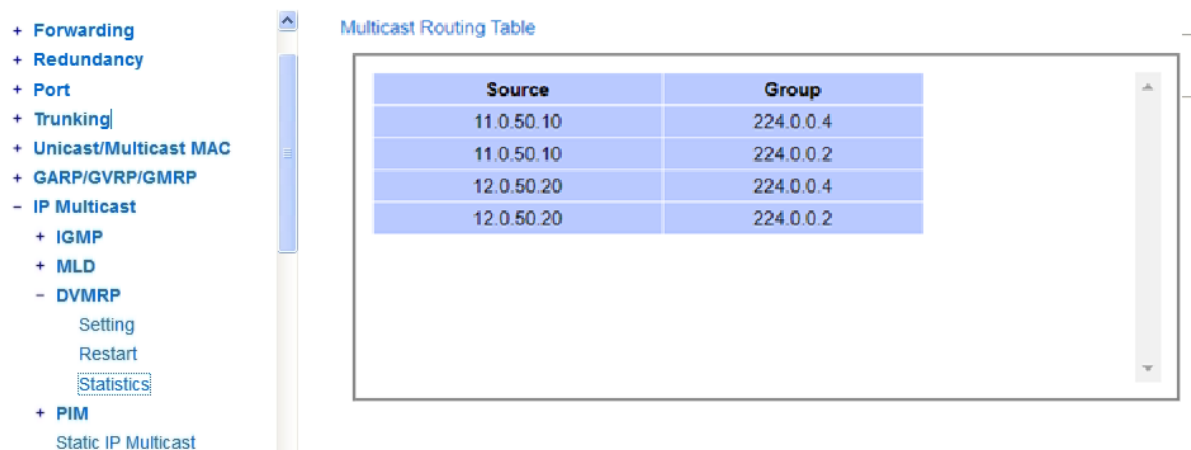 + Forwarding
+ Redundancy
+ Port
+ Trunking
+ Unicast/Multicast MAC
+ GARP/GVRP/GMRP
- IP Multicast
+ IGMP
+ MLD
- DVMRP
Setting
Restart
Statistics
+ PIM
Static IP Multicast
Multicast Routing Table
Source Group
11.0.50.10 224.0.0.4
11.0.50.10 224.0.0.2
12.0.50.20 224.0.0.4
12.0.50.20 224.0.0.2